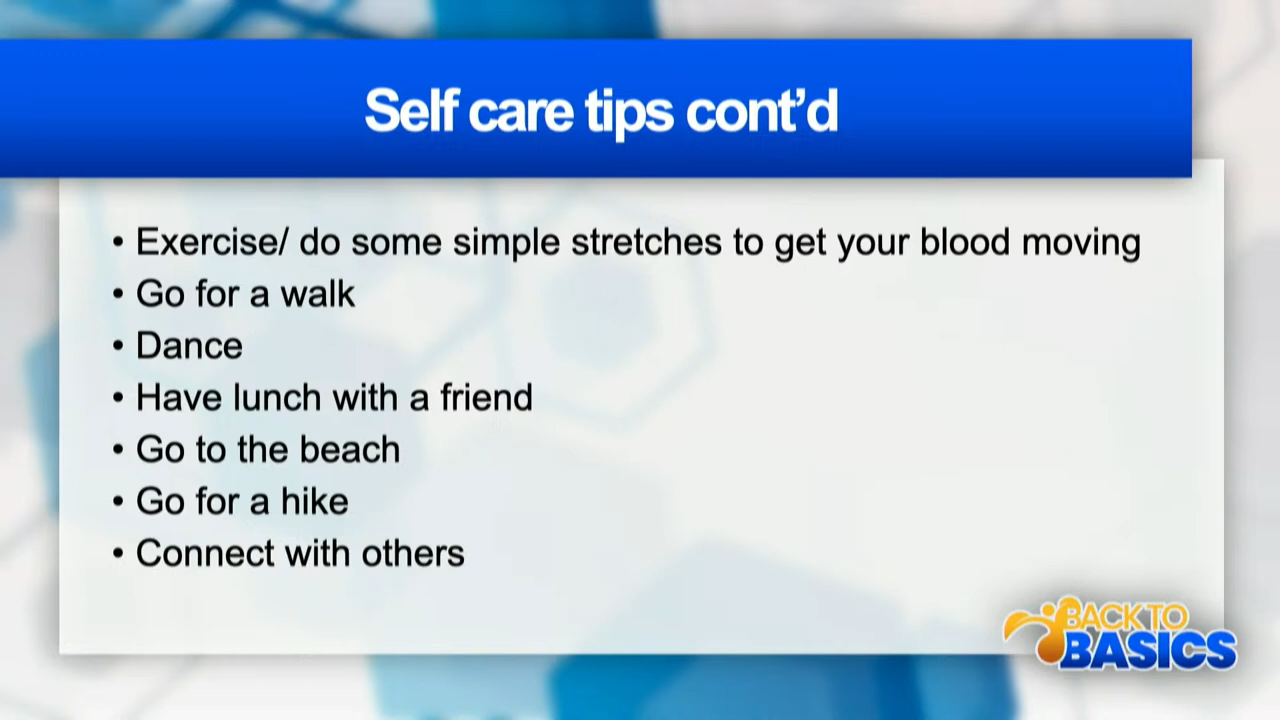 Self care tips cont’d
• Exercise/ do some simple stretches to get your blood moving
• Go for a walk
• Dance
• Have lunch with a friend
• Go to the beach
• Go for a hike
• Connect with others
BACK TO
BASICS